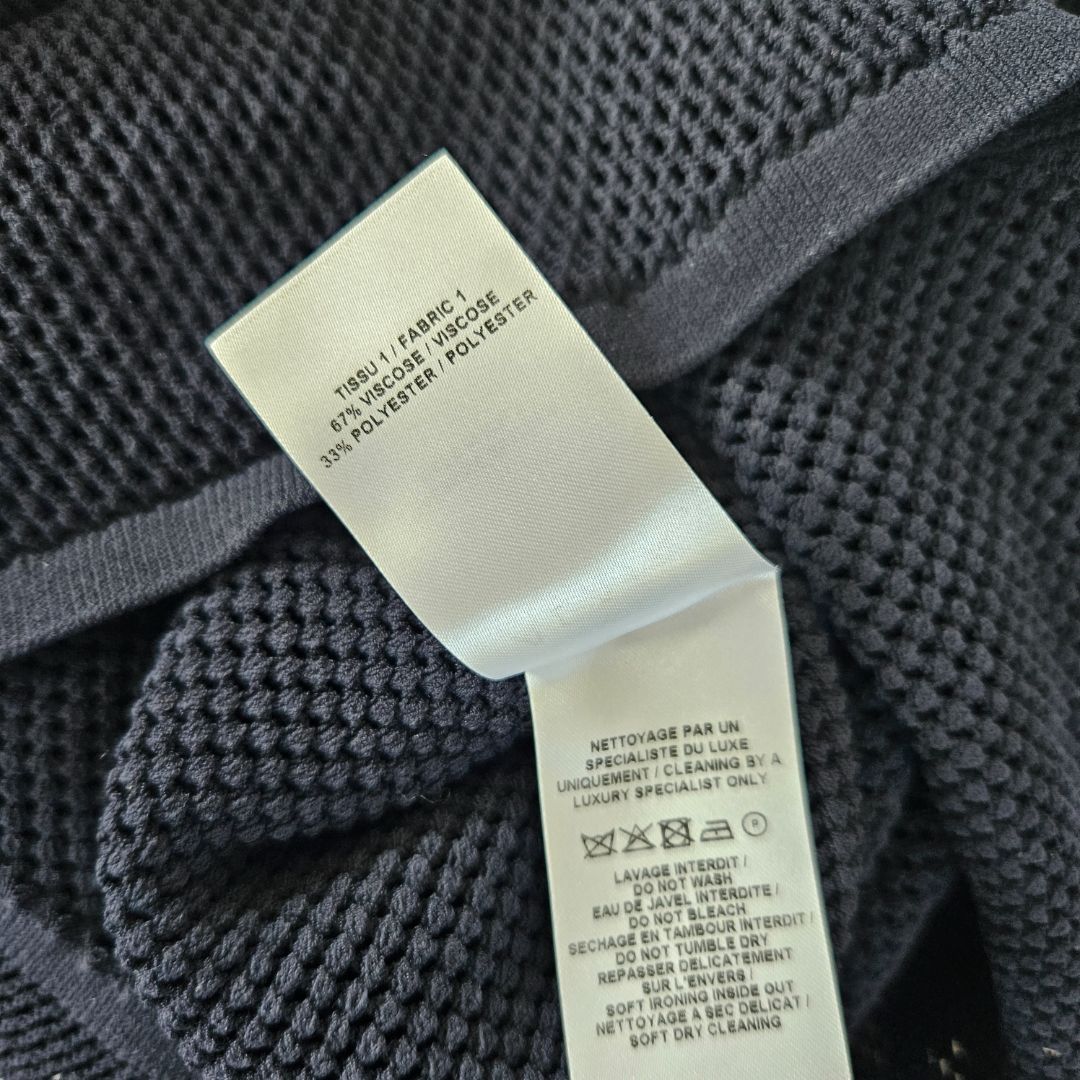 TISSU 1 / FABRIC 1
67% VISCOSE / VISCOSE
33% POLYESTER / POLYESTER
NETTOYAGE PAR UN
SPECIALISTE DU LUXE
UNIQUEMENT / CLEANING BY A
LUXURY SPECIALIST ONLY
LAVAGE INTERDIT /
DO NOT WASH
EAU DE JAVEL INTERDITE /
DO NOT BLEACH
SECHAGE EN TAMBOUR INTERDIT /
DO NOT TUMBLE DRY
REPASSER DELICATEMENT
SUR L'ENVERS /
SOFT IRONING INSIDE OUT
NETTOYAGE A SEC DELICAT /
SOFT DRY CLEANING